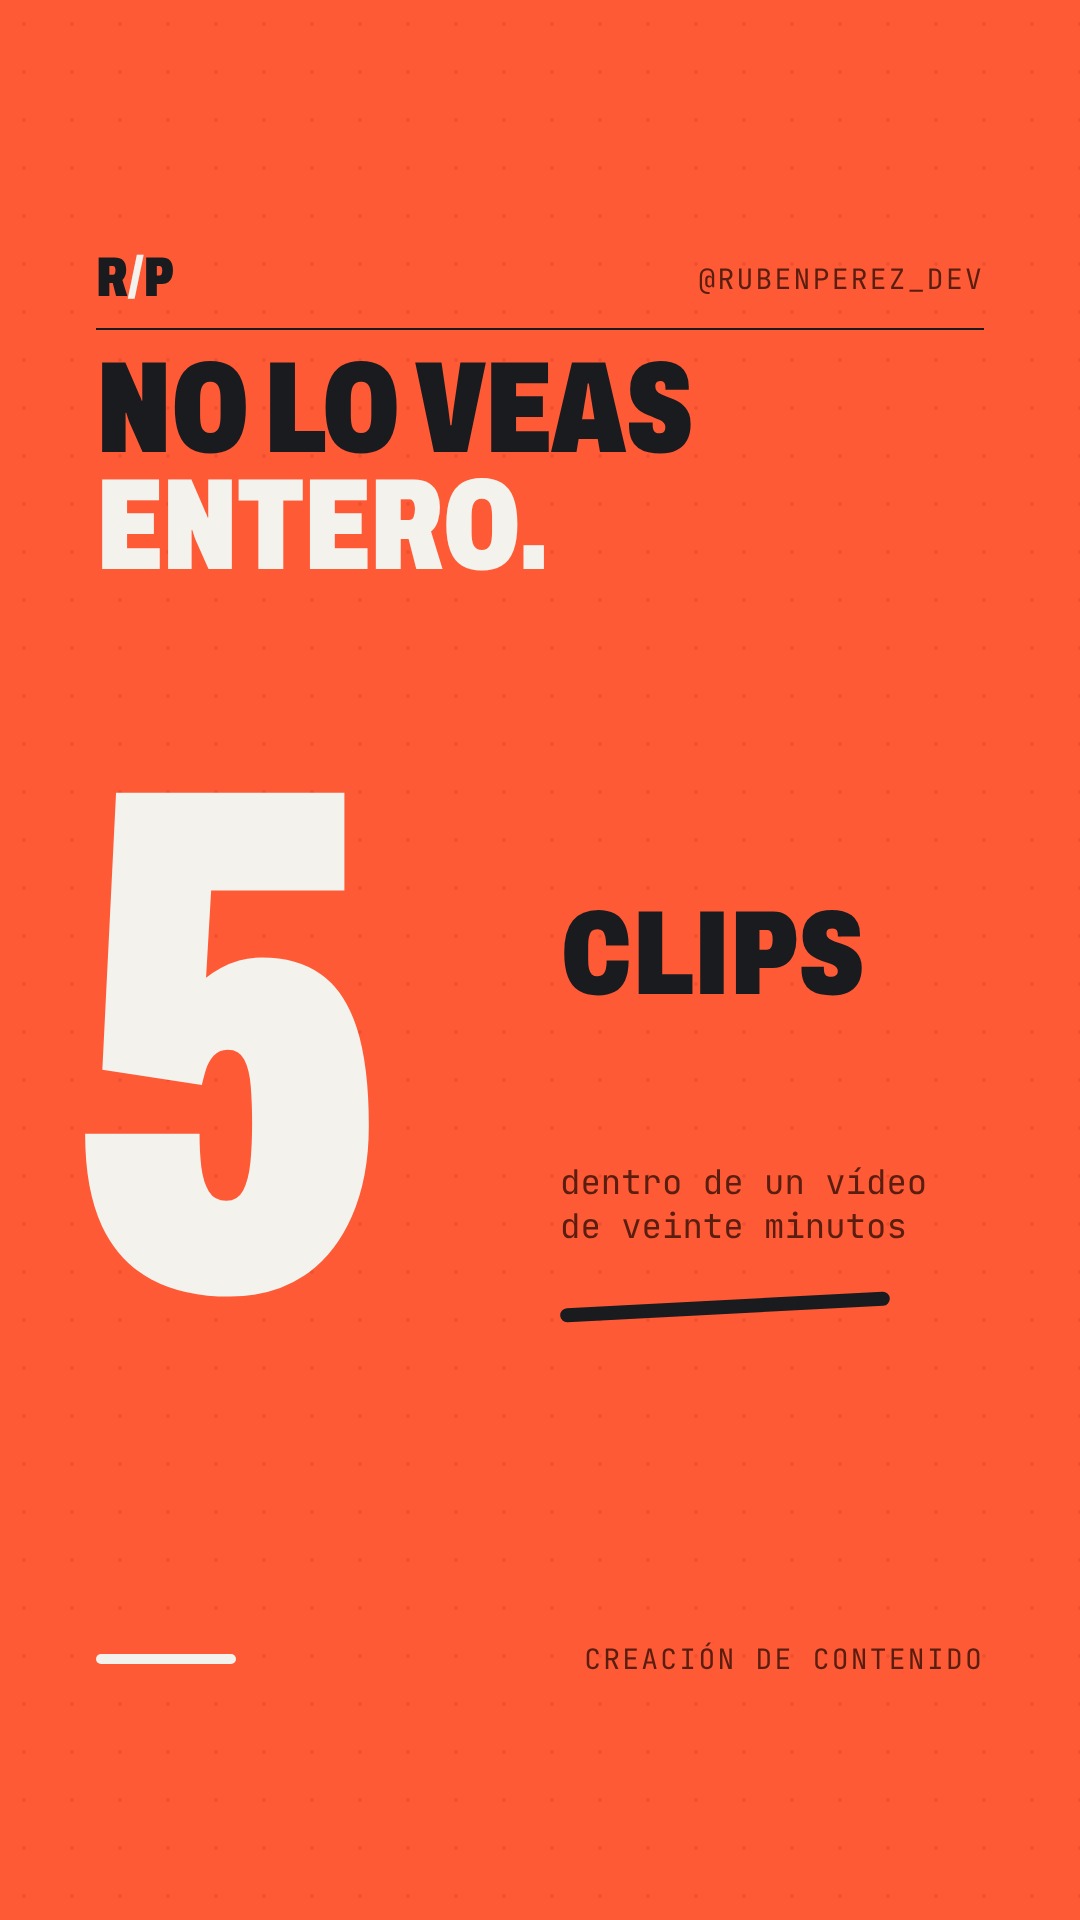 R/P
@RUBENPEREZ_DEV
NO LO VEAS
ENTERO.
5
CLIPS
dentro de un vídeo
de veinte minutos
CREACIÓN DE CONTENIDO